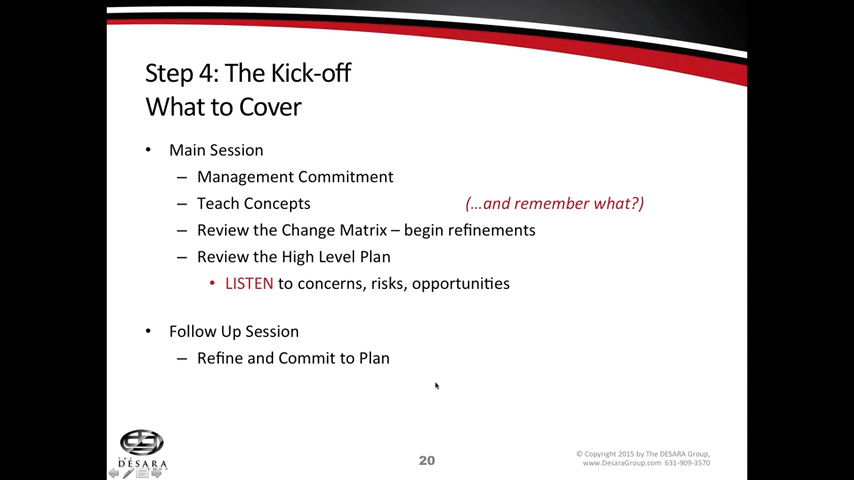 Step 4: The Kick-off
What to Cover
• Main Session
– Management Commitment
– Teach Concepts (...and remember what?)
– Review the Change Matrix – begin refinements
– Review the High Level Plan
• LISTEN to concerns, risks, opportunities
• Follow Up Session
– Refine and Commit to Plan
THE
DESARA
GROUP
20
© Copyright 2015 by The DESARA Group,
www.DesaraGroup.com 631-909-3570